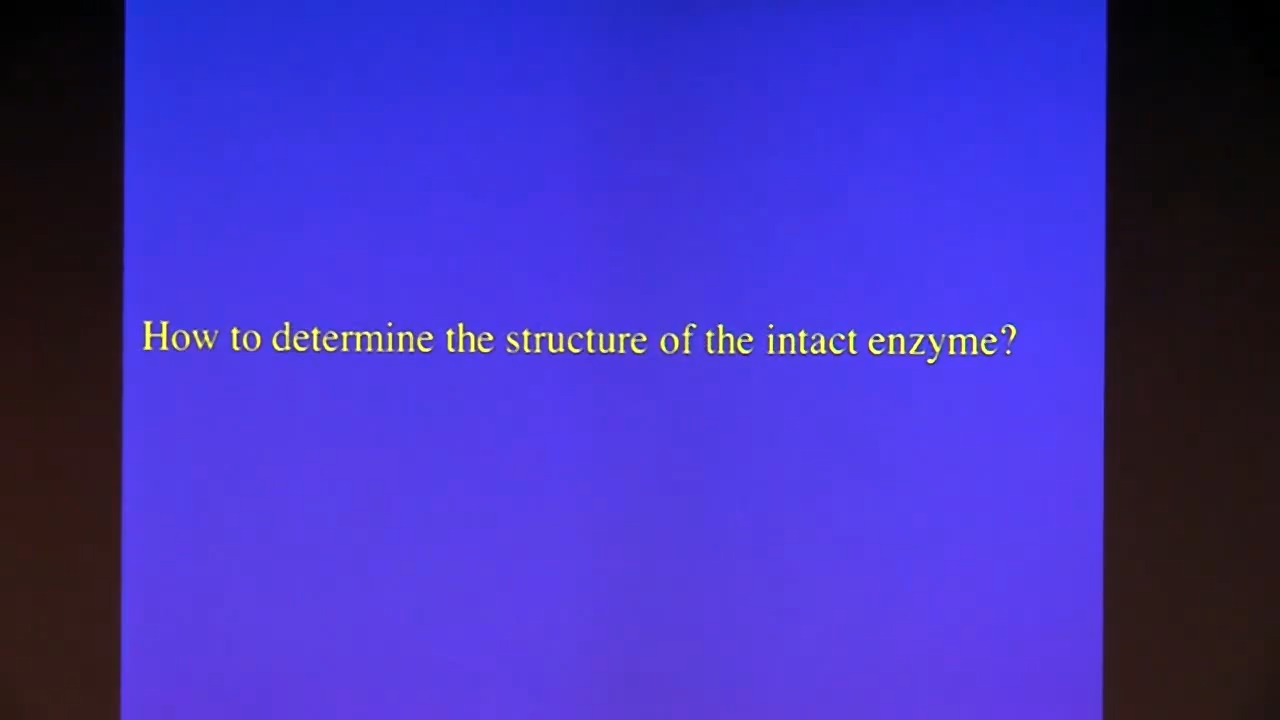 How to determine the structure of the intact enzyme?